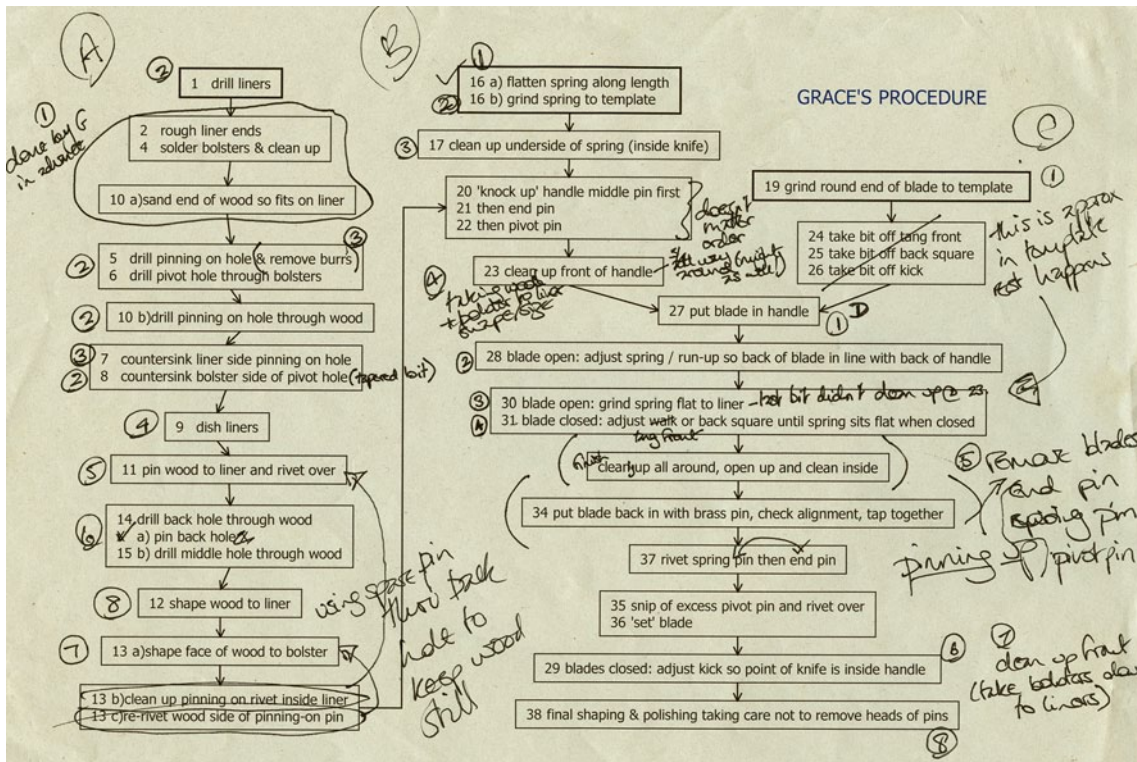 A
2
1 drill liners
1
done by G
in advance
2 rough liner ends
4 solder bolsters & clean up
10 a)sand end of wood so fits on liner
3
2
5 drill pinning on hole (& remove burrs)
6 drill pivot hole through bolsters
2
10 b)drill pinning on hole through wood
3
7 countersink liner side pinning on hole
2
8 countersink bolster side of pivot hole (tapered bit)
4
9 dish liners
5
11 pin wood to liner and rivet over
6
14 drill back hole through wood
a) pin back hole
15 b) drill middle hole through wood
8
12 shape wood to liner
7
13 a)shape face of wood to bolster
13 b)clean up pinning on rivet inside liner
13 c)re-rivet wood side of pinning-on pin
using spare pin
thru back
hole to
keep wood
still
B
1
16 a) flatten spring along length
2
16 b) grind spring to template
3
17 clean up underside of spring (inside knife)
20 'knock up' handle middle pin first
21 then end pin
22 then pivot pin
doesn't
matter
order
23 clean up front of handle
4
taking wood
+ bolster to liner
shape/size
GRACE'S PROCEDURE
C
19 grind round end of blade to template
1
24 take bit off tang front
25 take bit off back square
26 take bit off kick
this is approx
in template
happens
27 put blade in handle
1
D
2
28 blade open: adjust spring / run-up so back of blade in line with back of handle
3
30 blade open: grind spring flat to liner - bit didn't clean up @ 23
4
31 blade closed: adjust walk or back square until spring sits flat when closed
tang front
2
finish
clean up all around, open up and clean inside
34 put blade back in with brass pin, check alignment, tap together
5
remove blades
end pin
spring pin
pivot pin
pinning up
37 rivet spring pin then end pin
35 snip of excess pivot pin and rivet over
36 'set' blade
6
29 blades closed: adjust kick so point of knife is inside handle
7
clean up front
(take bolsters down
to liners)
38 final shaping & polishing taking care not to remove heads of pins
8